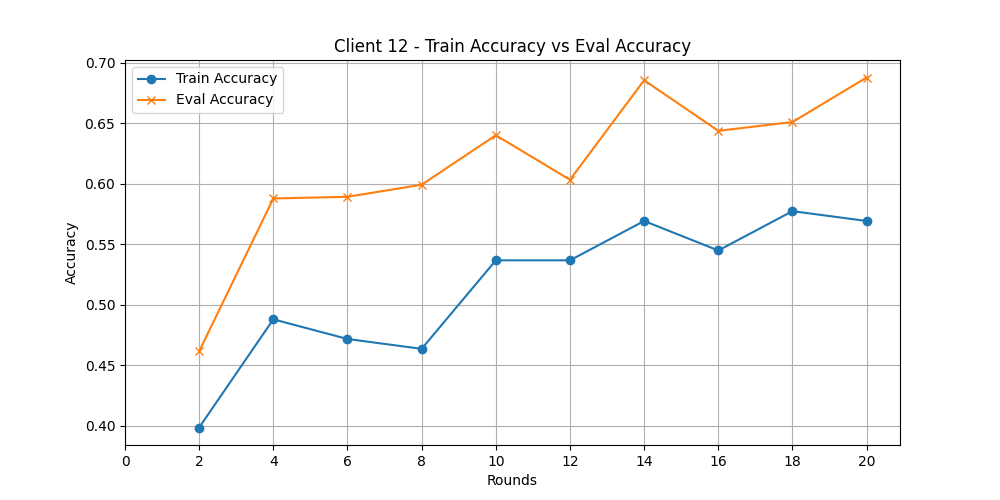 Client 12 - Train Accuracy vs Eval Accuracy
Train Accuracy
Eval Accuracy
Accuracy
0.70
0.65
0.60
0.55
0.50
0.45
0.40
0 2 4 6 8 10 12 14 16 18 20
Rounds